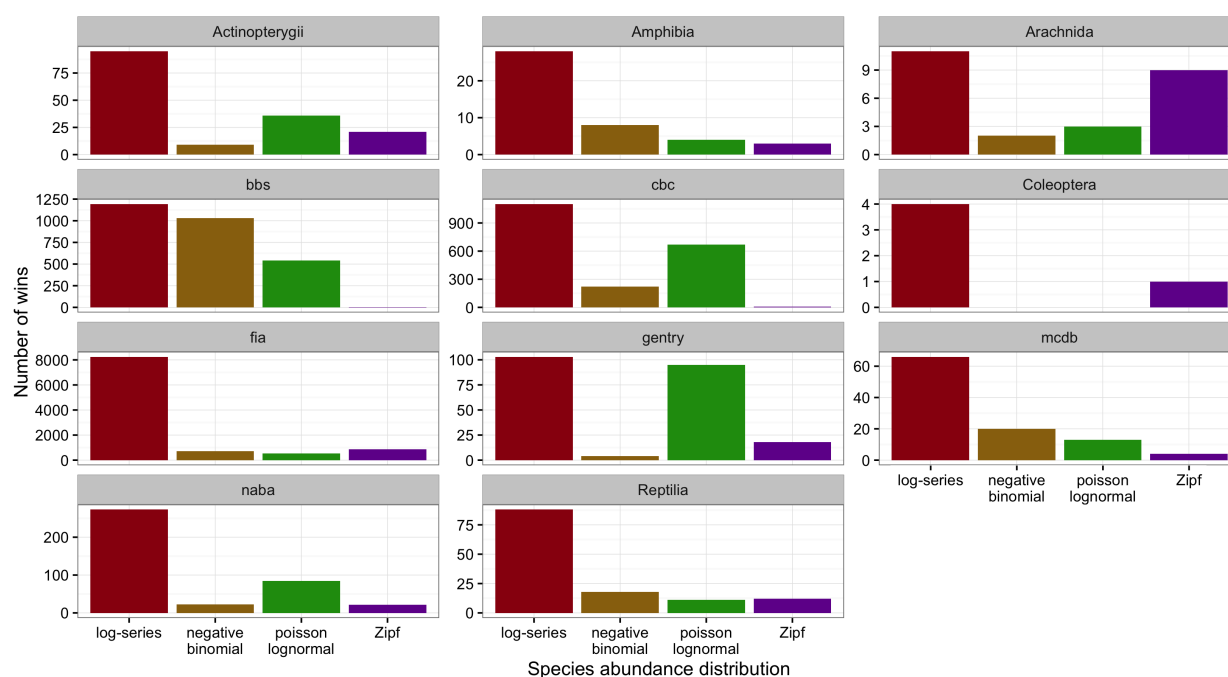 Actinopterygii
Amphibia
Arachnida
75
50
25
0
20
10
0
9
6
3
0
bbs
cbc
Coleoptera
1250
1000
750
500
250
0
900
600
300
0
4
3
2
1
0
Number of wins
fia
gentry
mcdb
8000
6000
4000
2000
0
100
75
50
25
0
60
40
20
0
log-series
negative
binomial
poisson
lognormal
Zipf
naba
Reptilia
200
100
0
75
50
25
0
log-series
negative
binomial
poisson
lognormal
Zipf
log-series
negative
binomial
poisson
lognormal
Zipf
Species abundance distribution